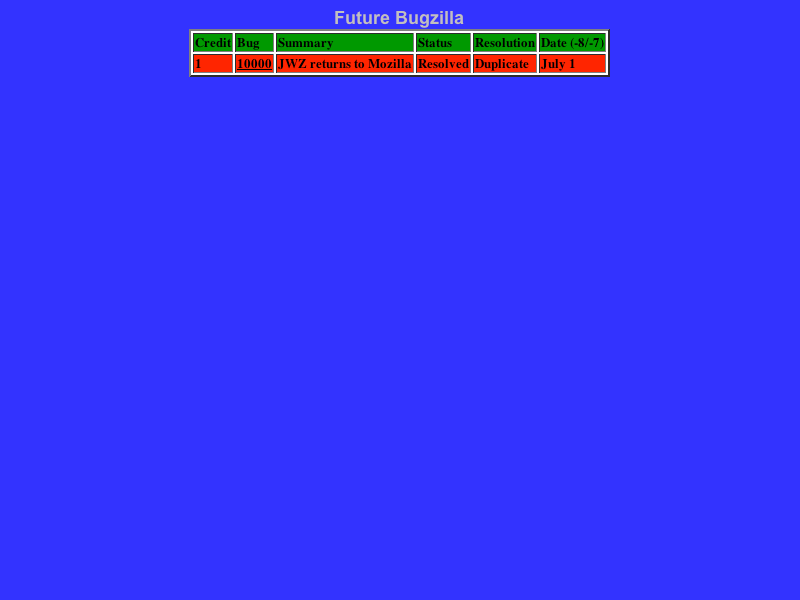 Future Bugzilla
Credit Bug Summary Status Resolution Date (-8/-7)
1 10000 JWZ returns to Mozilla Resolved Duplicate July 1